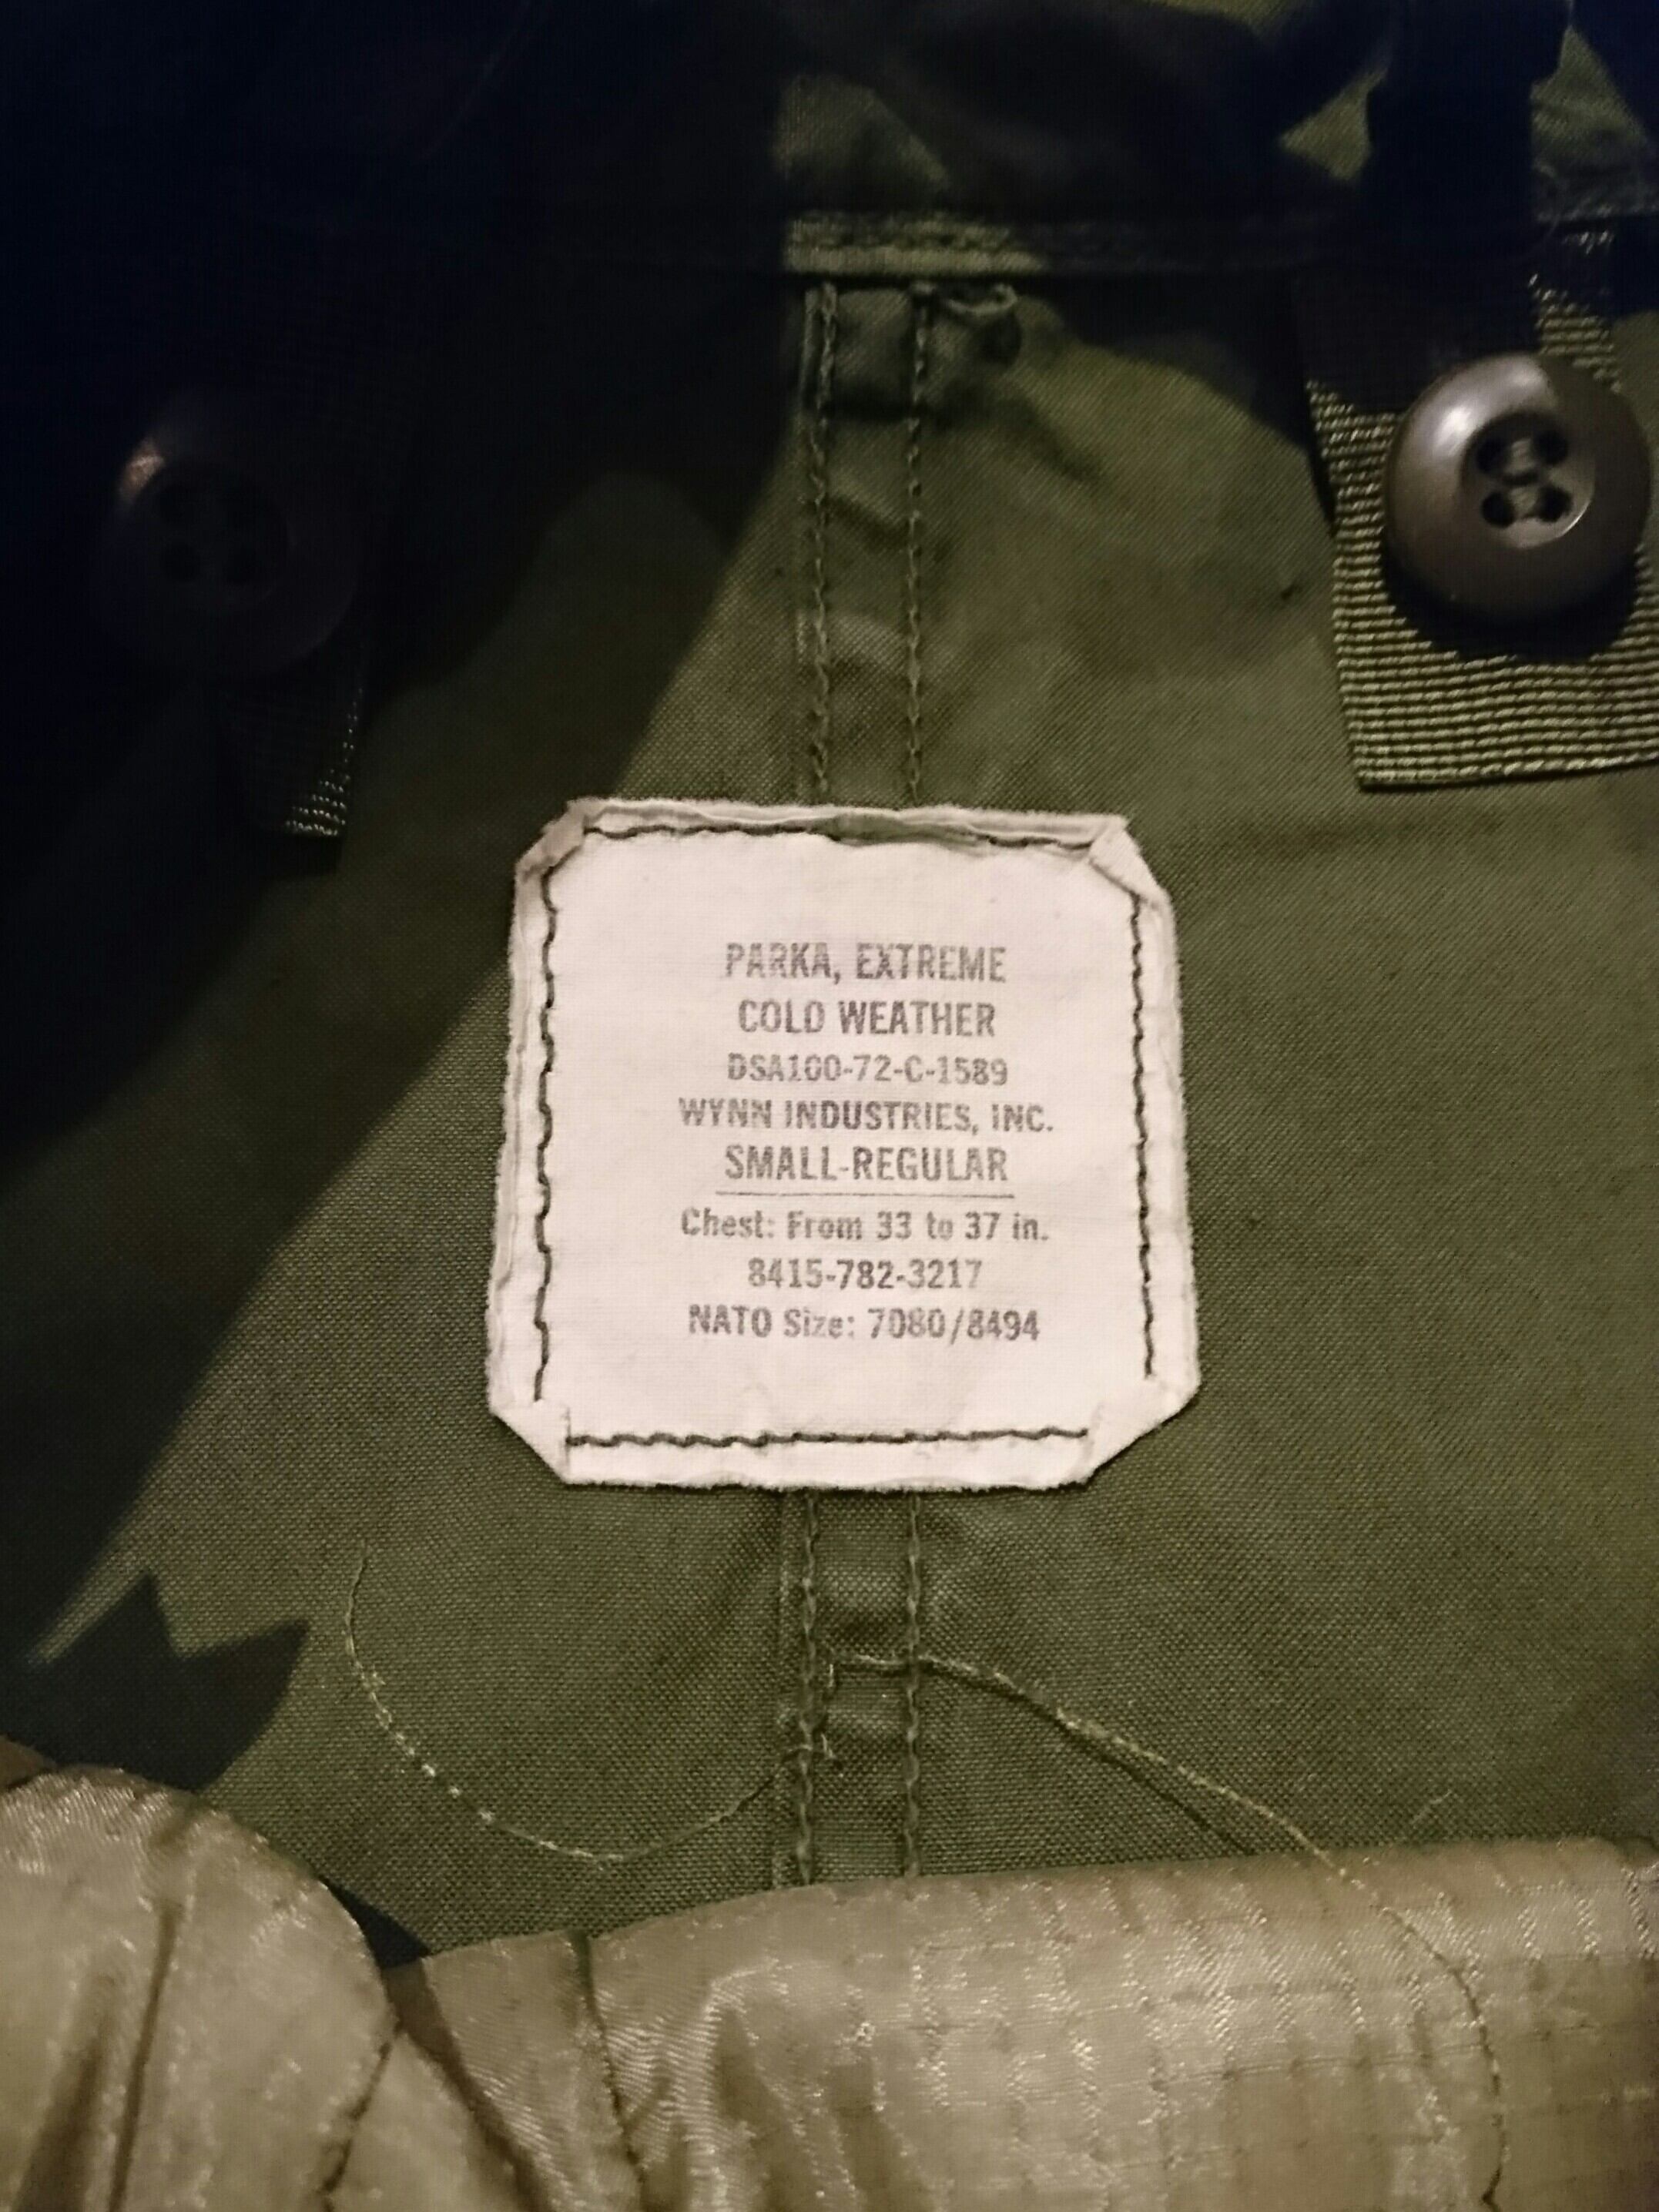 PARKA, EXTREME
COLD WEATHER
DSA100-72-C-1589
WYNN INDUSTRIES, INC.
SMALL-REGULAR
Chest: From 33 to 37 in.
8415-782-3217
NATO Size: 7080/8494